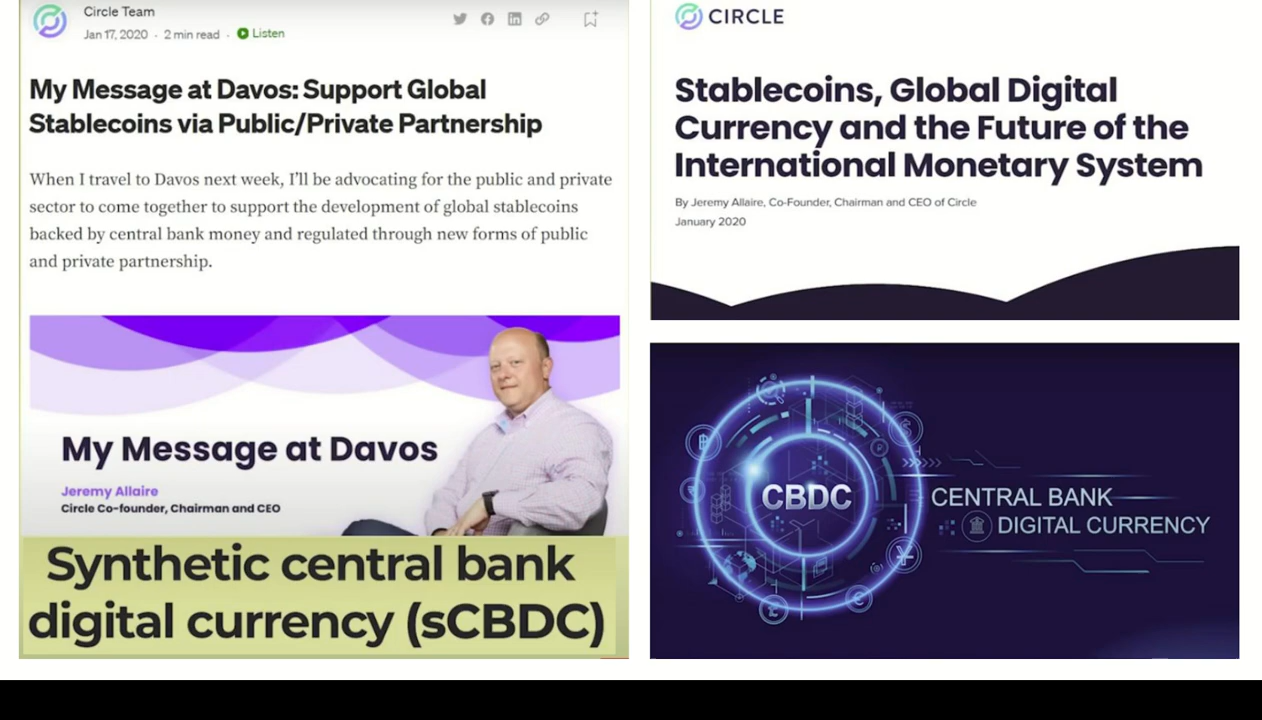 Circle Team
Jan 17, 2020 · 2 min read · Listen
My Message at Davos: Support Global
Stablecoins via Public/Private Partnership
When I travel to Davos next week, I'll be advocating for the public and private
sector to come together to support the development of global stablecoins
backed by central bank money and regulated through new forms of public
and private partnership.
My Message at Davos
Jeremy Allaire
Circle Co-founder, Chairman and CEO
Synthetic central bank
digital currency (sCBDC)
CIRCLE
Stablecoins, Global Digital
Currency and the Future of the
International Monetary System
By Jeremy Allaire, Co-Founder, Chairman and CEO of Circle
January 2020
CBDC
CENTRAL BANK
DIGITAL CURRENCY